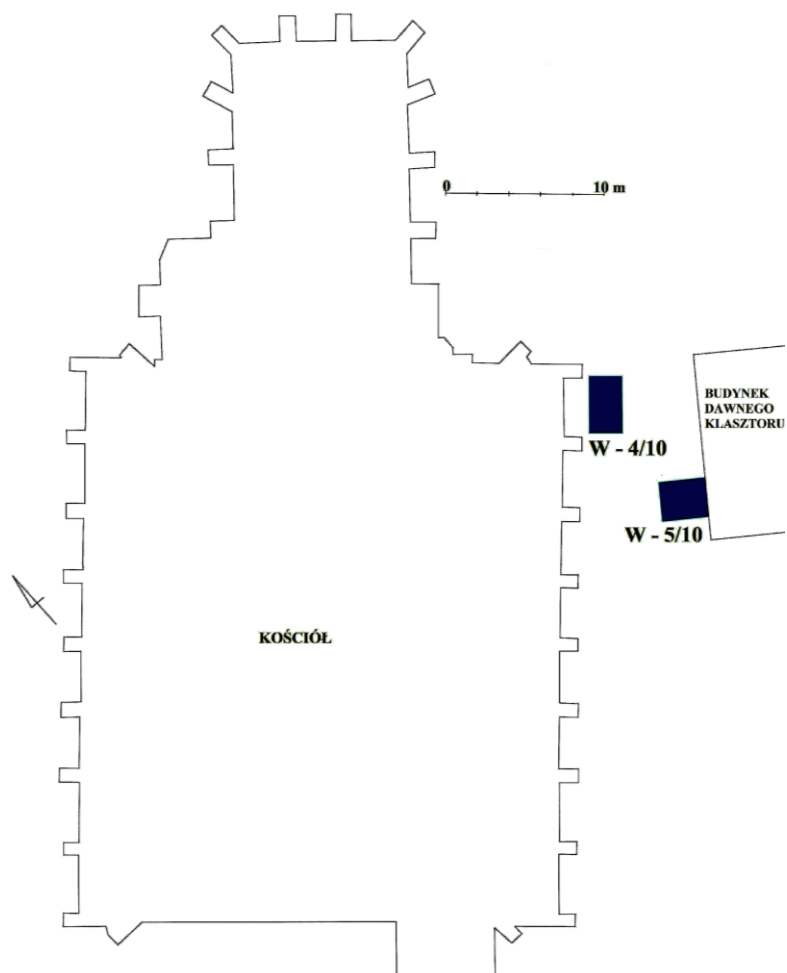 0 10 m
BUDYNEK
DAWNEGO
KLASZTORU
W - 4/10
W - 5/10
KOŚCIÓŁ